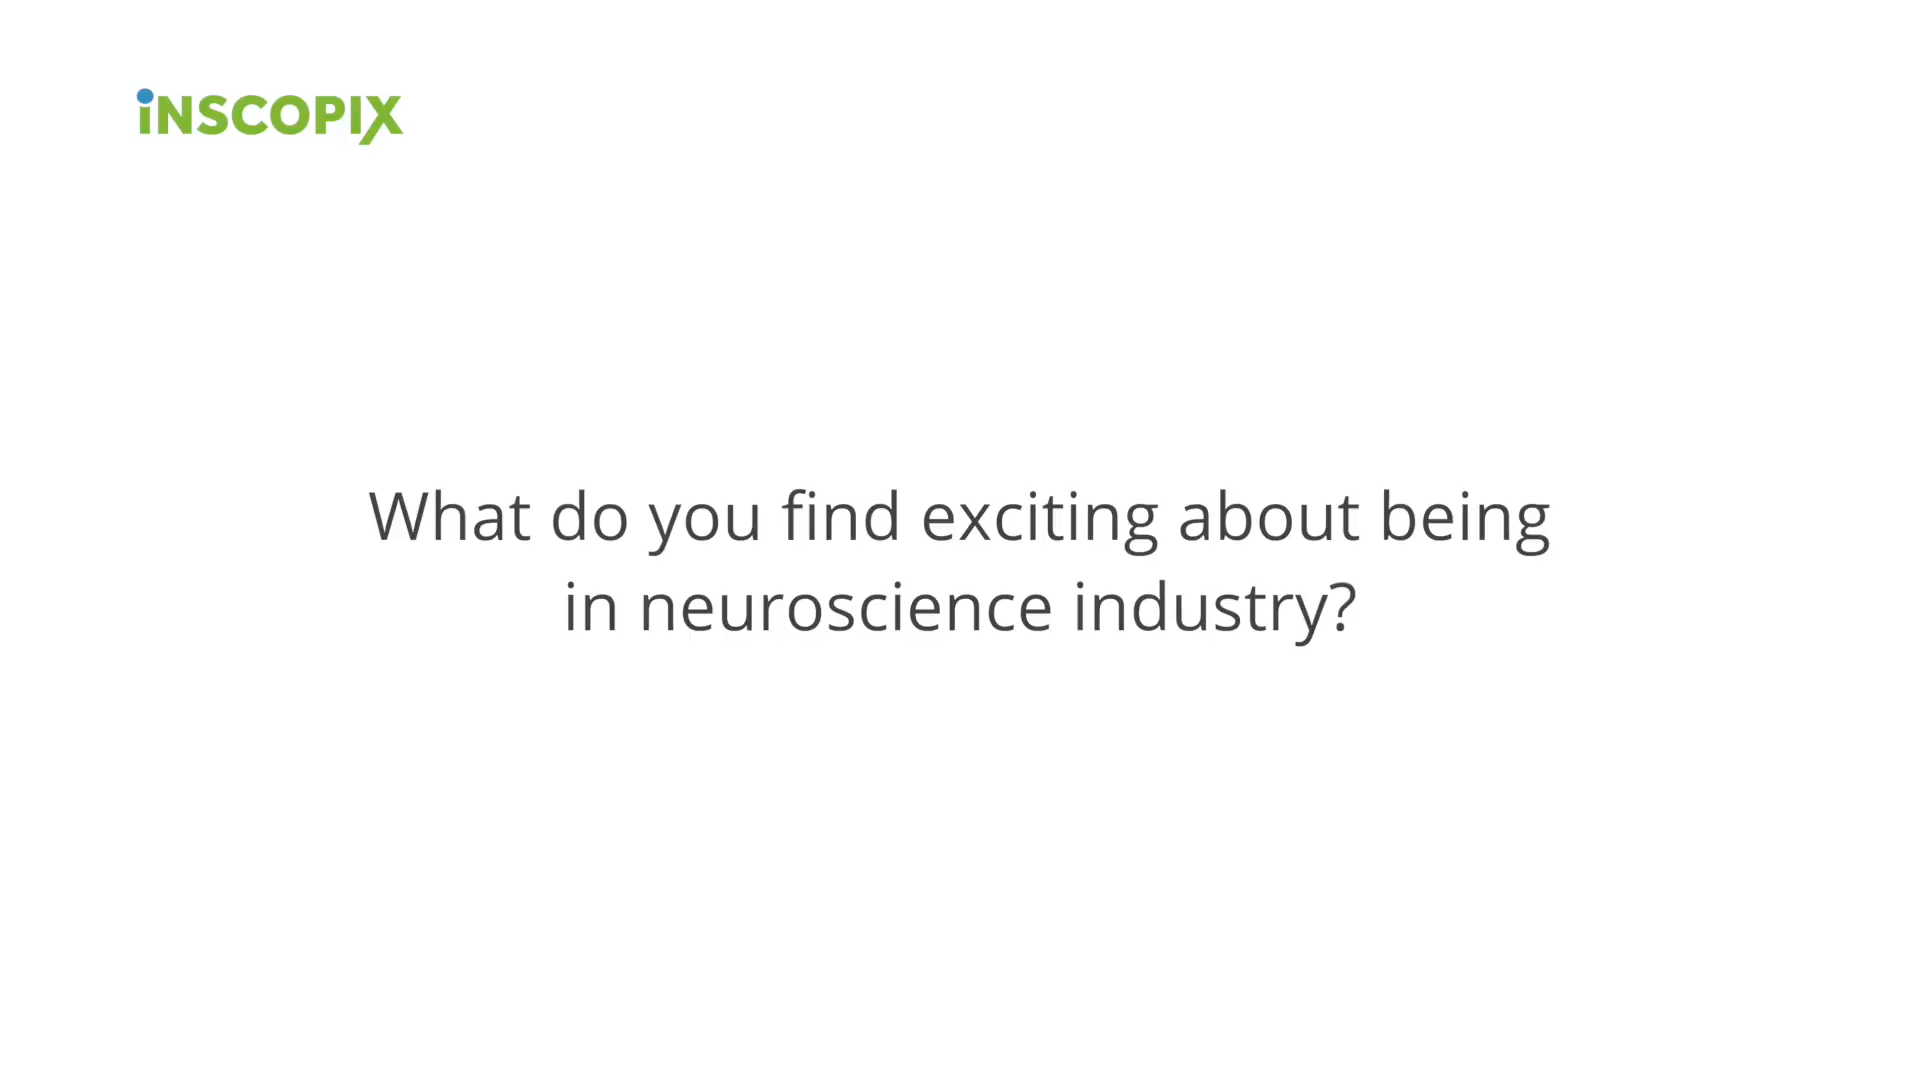 iNSCOPIX
What do you find exciting about being
in neuroscience industry?